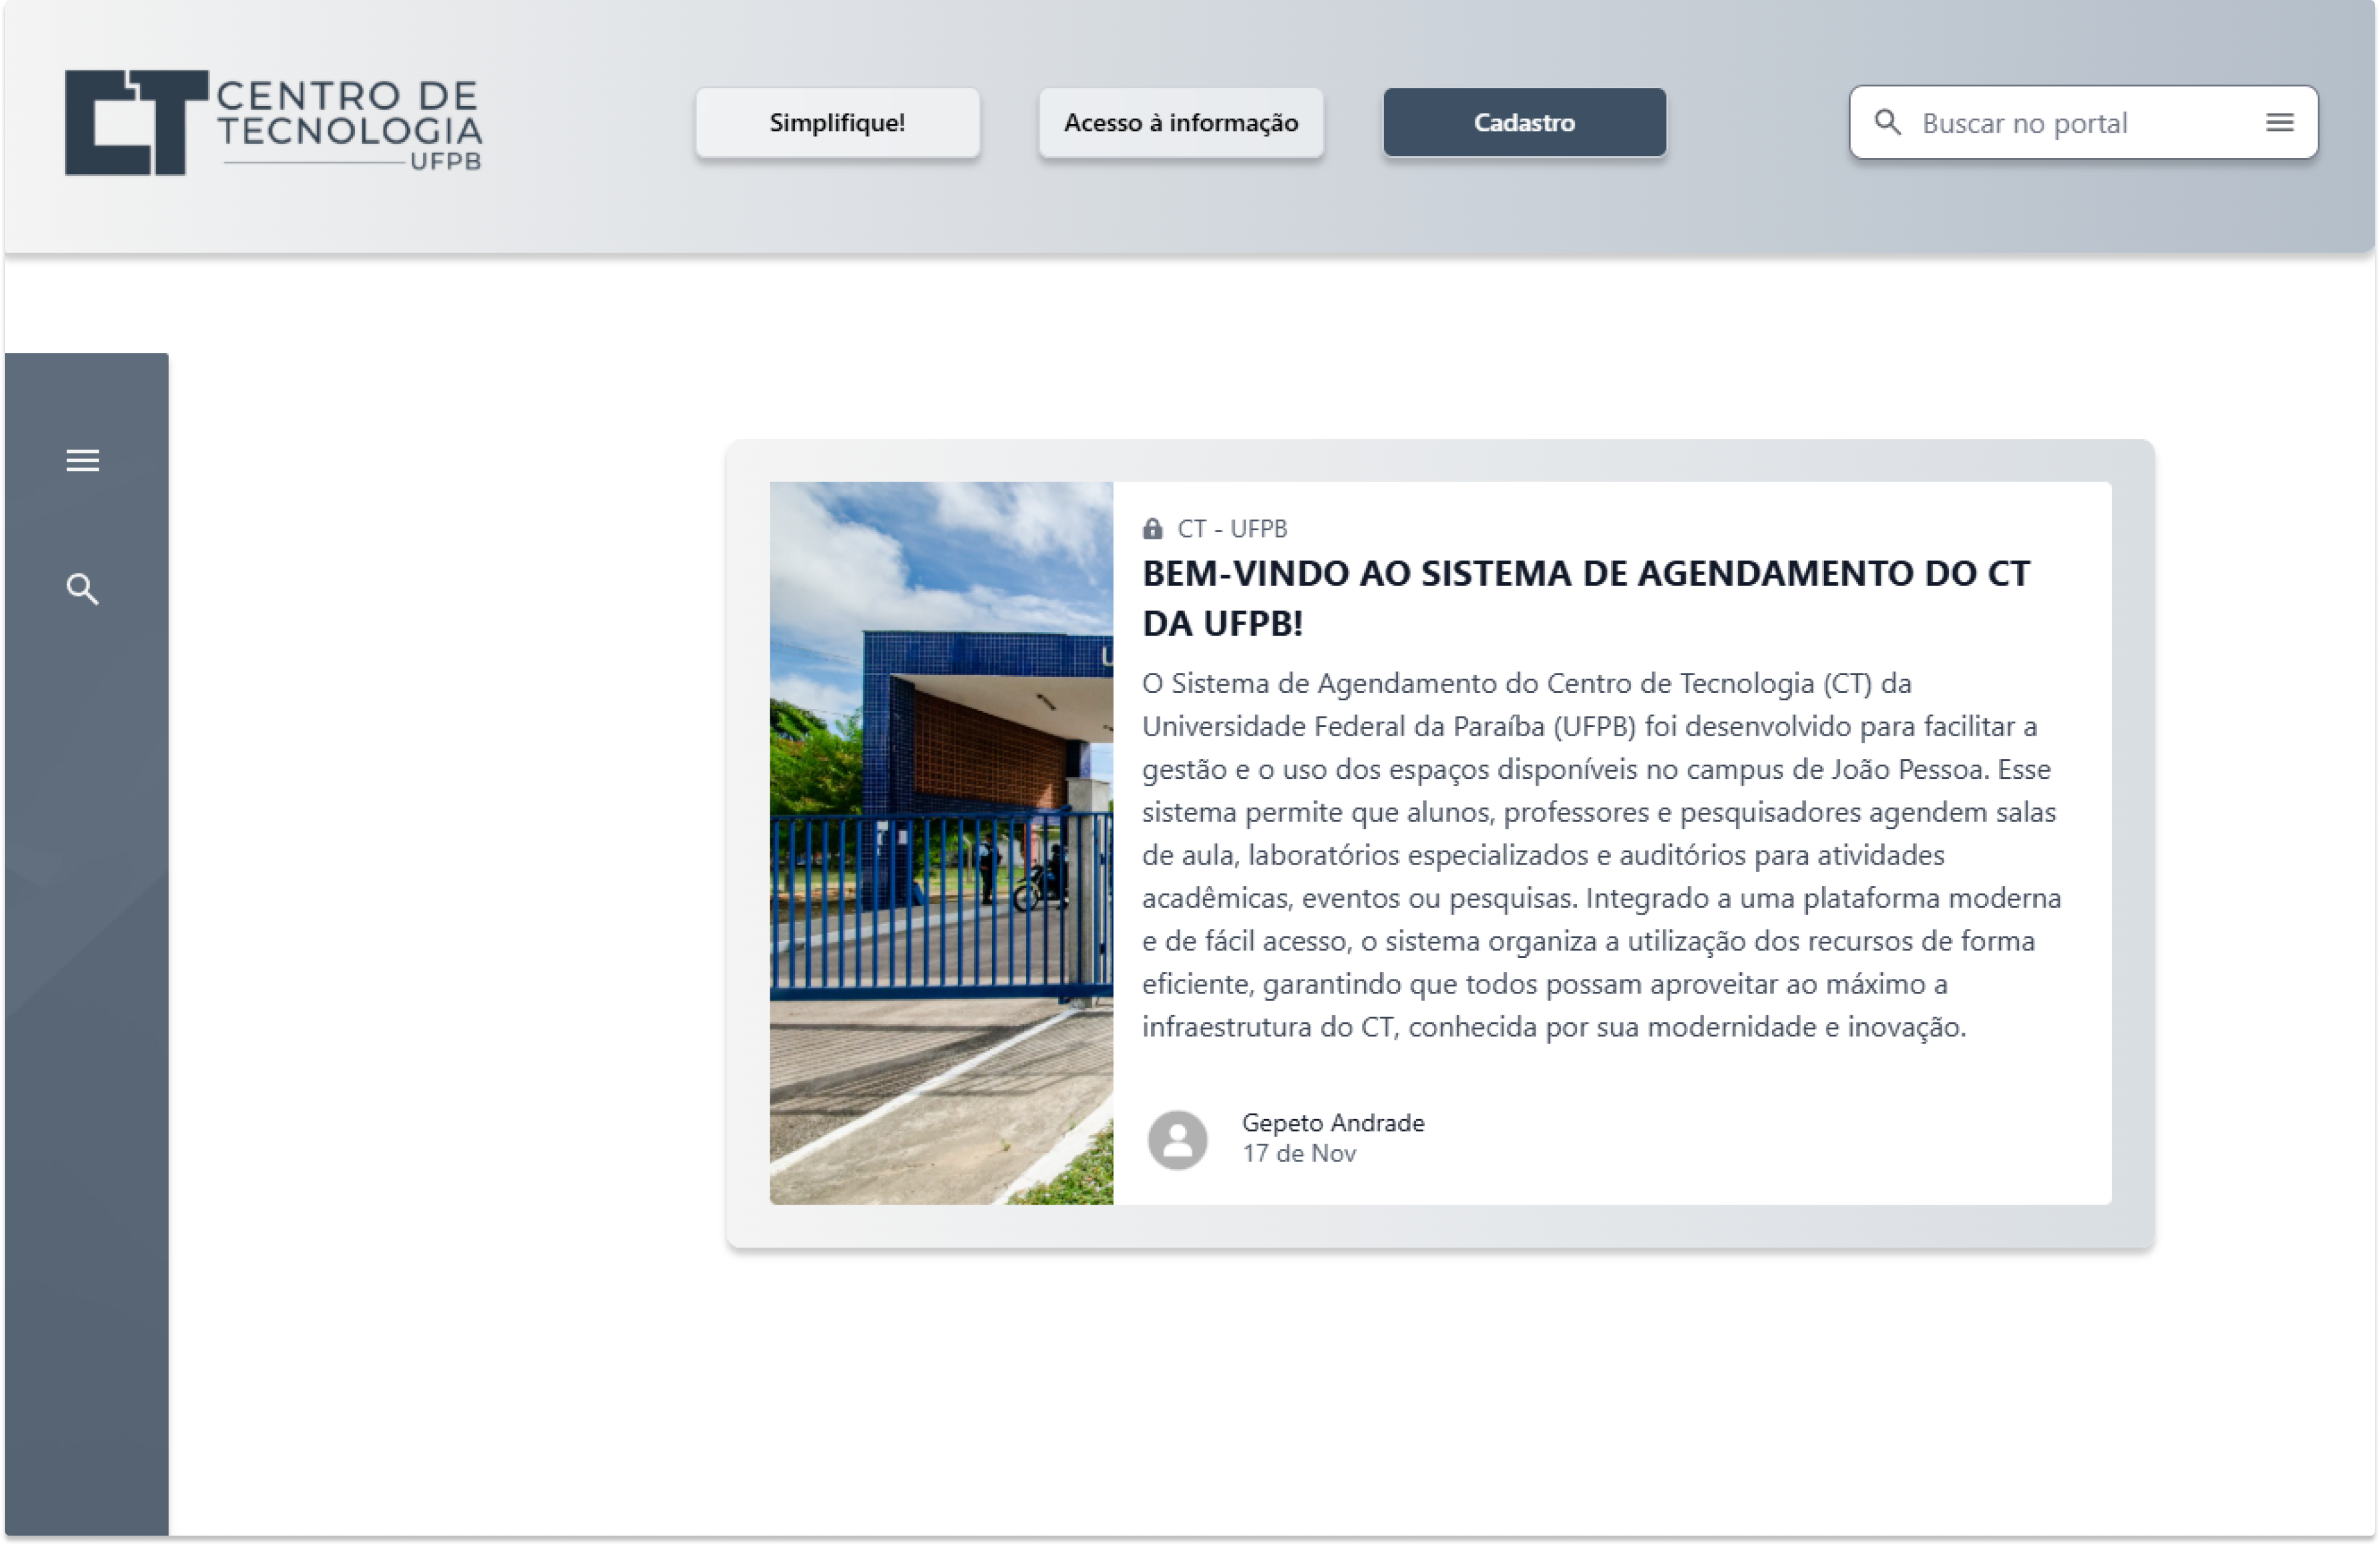 CT CENTRO DE
TECNOLOGIA
UFPB
Simplifique!
Acesso à informação
Cadastro
Buscar no portal
CT - UFPB
BEM-VINDO AO SISTEMA DE AGENDAMENTO DO CT
DA UFPB!
O Sistema de Agendamento do Centro de Tecnologia (CT) da
Universidade Federal da Paraíba (UFPB) foi desenvolvido para facilitar a
gestão e o uso dos espaços disponíveis no campus de João Pessoa. Esse
sistema permite que alunos, professores e pesquisadores agendem salas
de aula, laboratórios especializados e auditórios para atividades
acadêmicas, eventos ou pesquisas. Integrado a uma plataforma moderna
e de fácil acesso, o sistema organiza a utilização dos recursos de forma
eficiente, garantindo que todos possam aproveitar ao máximo a
infraestrutura do CT, conhecida por sua modernidade e inovação.
Gepeto Andrade
17 de Nov